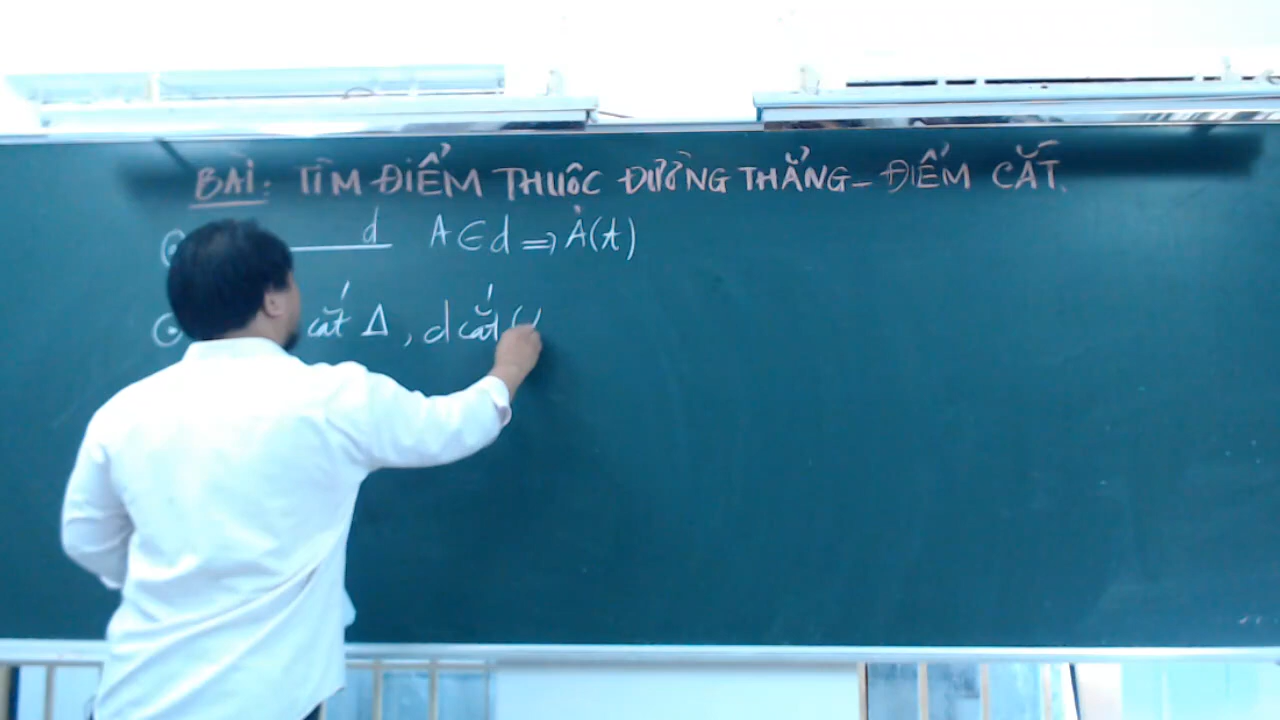 BÀI: TÌM ĐIỂM THUỘC ĐƯỜNG THẲNG - ĐIỂM CẮT.
d A ∈ d ⇒ A(t)
cắt Δ, d cắt (